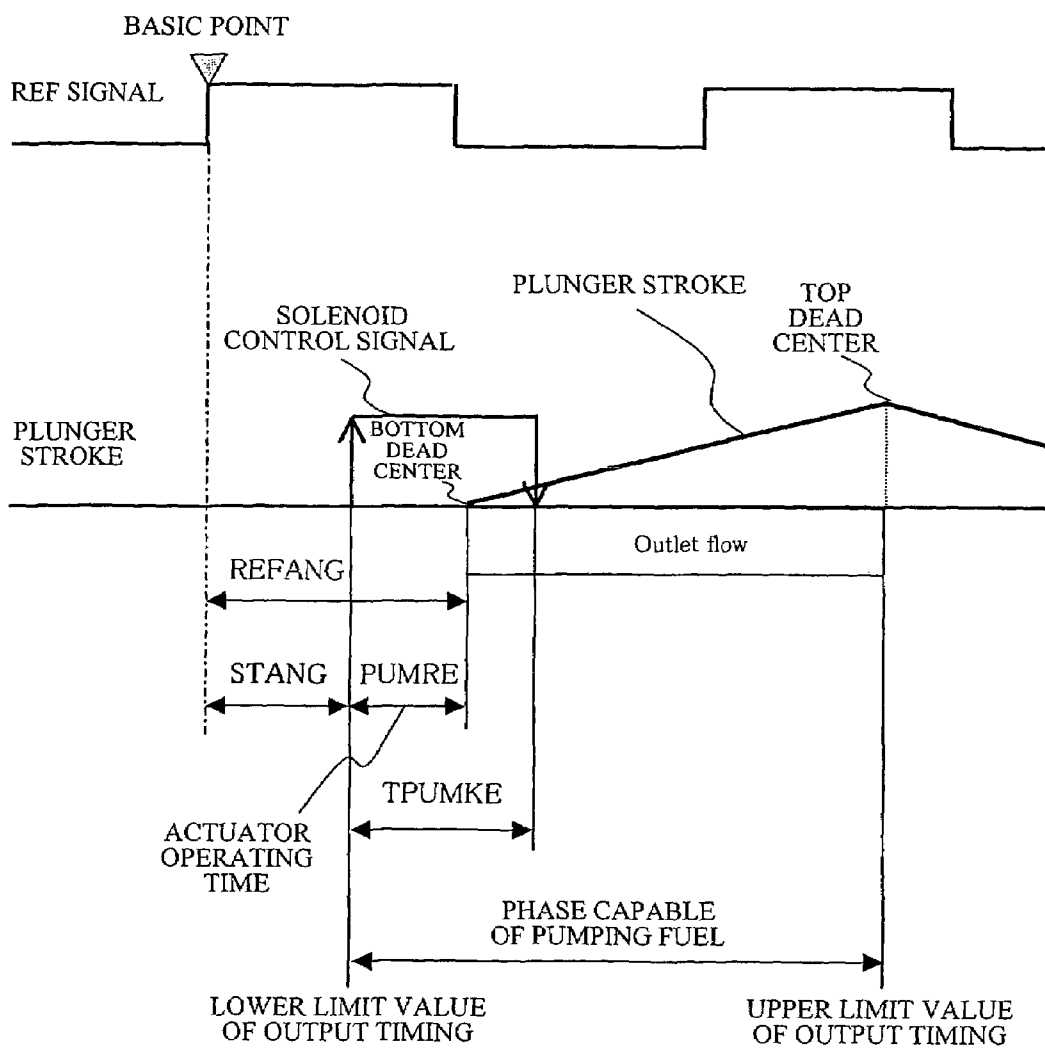 BASIC POINT
REF SIGNAL
PLUNGER STROKE
TOP
DEAD
CENTER
SOLENOID
CONTROL SIGNAL
PLUNGER
STROKE
BOTTOM
DEAD
CENTER
Outlet flow
REFANG
STANG
PUMRE
TPUMKE
ACTUATOR
OPERATING
TIME
PHASE CAPABLE
OF PUMPING FUEL
LOWER LIMIT VALUE
OF OUTPUT TIMING
UPPER LIMIT VALUE
OF OUTPUT TIMING